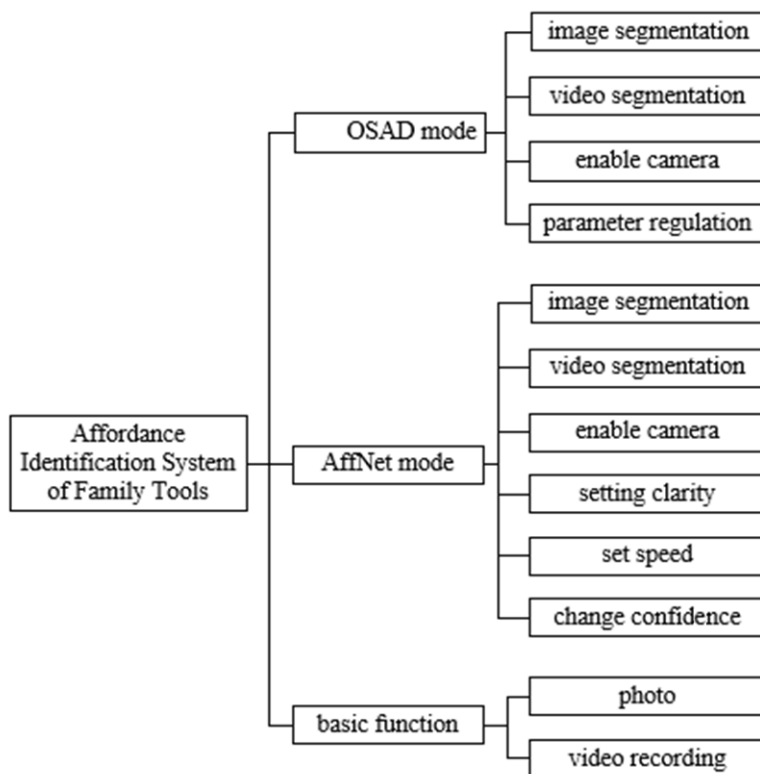 Affordance
Identification System
of Family Tools
OSAD mode
image segmentation
video segmentation
enable camera
parameter regulation
AffNet mode
image segmentation
video segmentation
enable camera
setting clarity
set speed
change confidence
basic function
photo
video recording